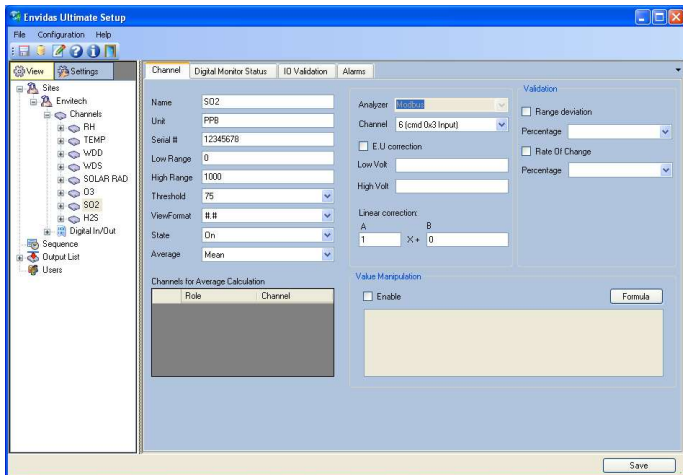 Envidas Ultimate Setup
File Configuration Help
View Settings
Sites
Envitech
Channels
RH
TEMP
WDD
WDS
SOLAR RAD
O3
SO2
H2S
Digital In/Out
Sequence
Output List
Users
Channel Digital Monitor Status IO Validation Alarms
Name SO2
Unit PPB
Serial # 12345678
Low Range 0
High Range 1000
Threshold 75
ViewFormat #.#
State On
Average Mean
Channels for Average Calculation
Role Channel
Analyzer Modbus
Channel 6 (cmd 0x3 Input)
E.U correction
Low Volt
High Volt
Linear correction:
A B
1 X + 0
Validation
Range deviation
Percentage
Rate Of Change
Percentage
Value Manipulation
Enable Formula
Save